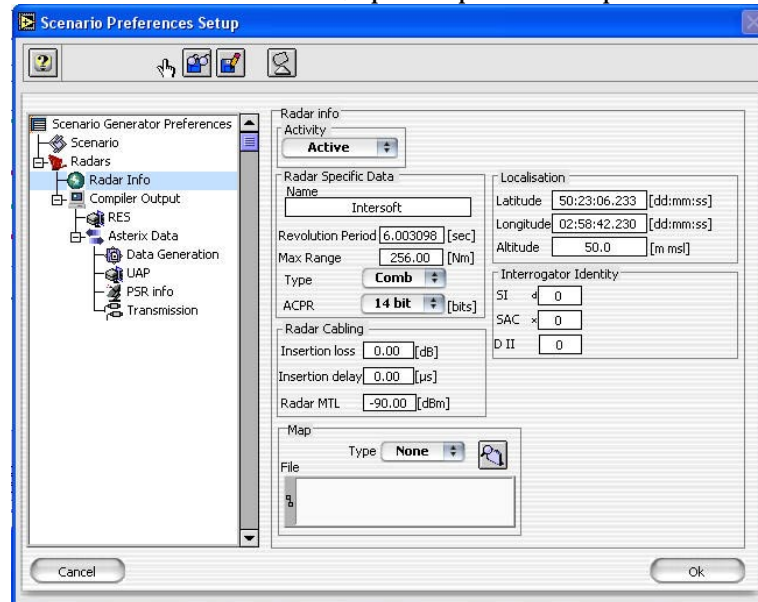 Scenario Preferences Setup
Scenario Generator Preferences
Scenario
Radars
Radar Info
Compiler Output
RES
Asterix Data
Data Generation
UAP
PSR info
Transmission
Radar info
Activity
Active
Radar Specific Data
Name
Intersoft
Revolution Period 6.003098 [sec]
Max Range 256.00 [Nm]
Type Comb
ACPR 14 bit [bits]
Radar Cabling
Insertion loss 0.00 [dB]
Insertion delay 0.00 [µs]
Radar MTL -90.00 [dBm]
Map
Type None
File
Localisation
Latitude 50:23:06.233 [dd:mm:ss]
Longitude 02:58:42.230 [dd:mm:ss]
Altitude 50.0 [m msl]
Interrogator Identity
SI d 0
SAC x 0
D II 0
Cancel
Ok